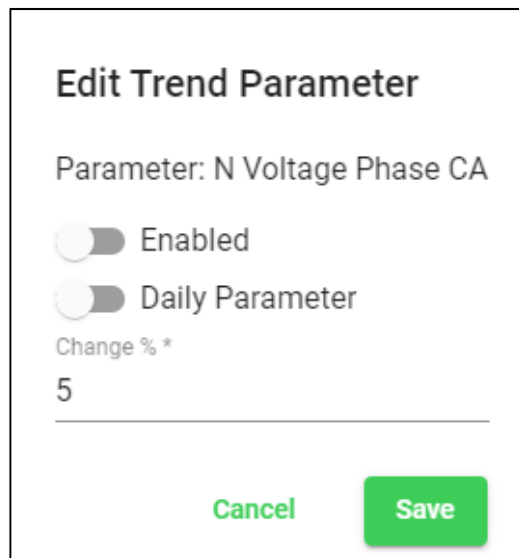 Edit Trend Parameter
Parameter: N Voltage Phase CA
Enabled
Daily Parameter
Change % *
5
Cancel Save